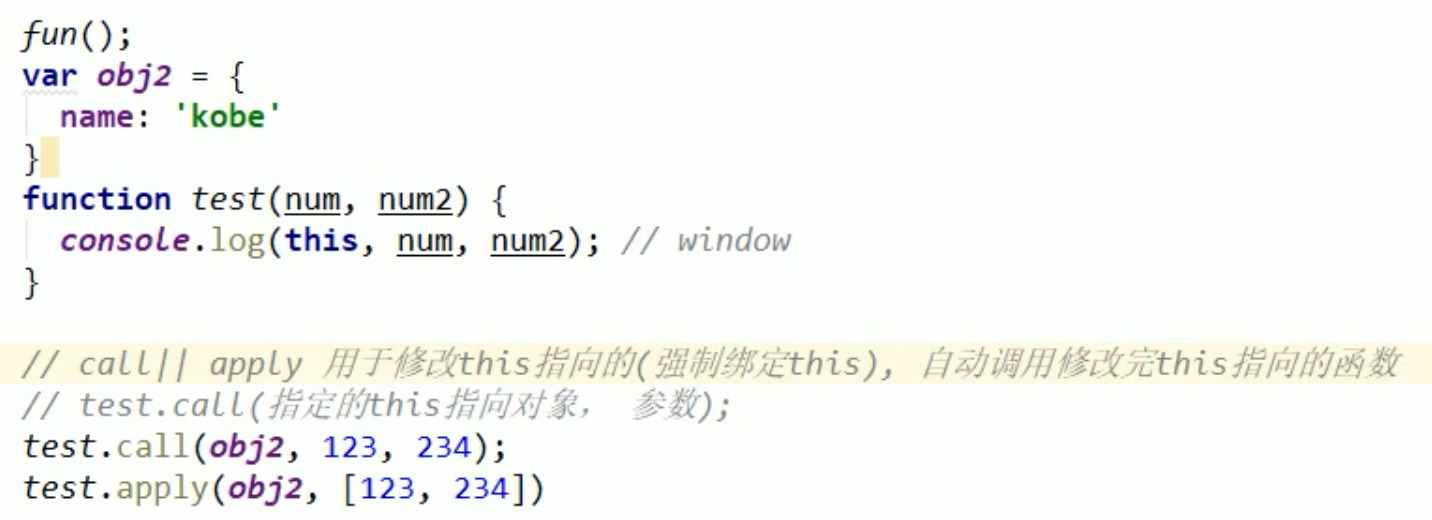 fun();
var obj2 = {
  name: 'kobe'
}
function test(num, num2) {
  console.log(this, num, num2); // window
}
// call|| apply 用于修改this指向的(强制绑定this), 自动调用修改完this指向的函数
// test.call(指定的this指向对象， 参数);
test.call(obj2, 123, 234);
test.apply(obj2, [123, 234])